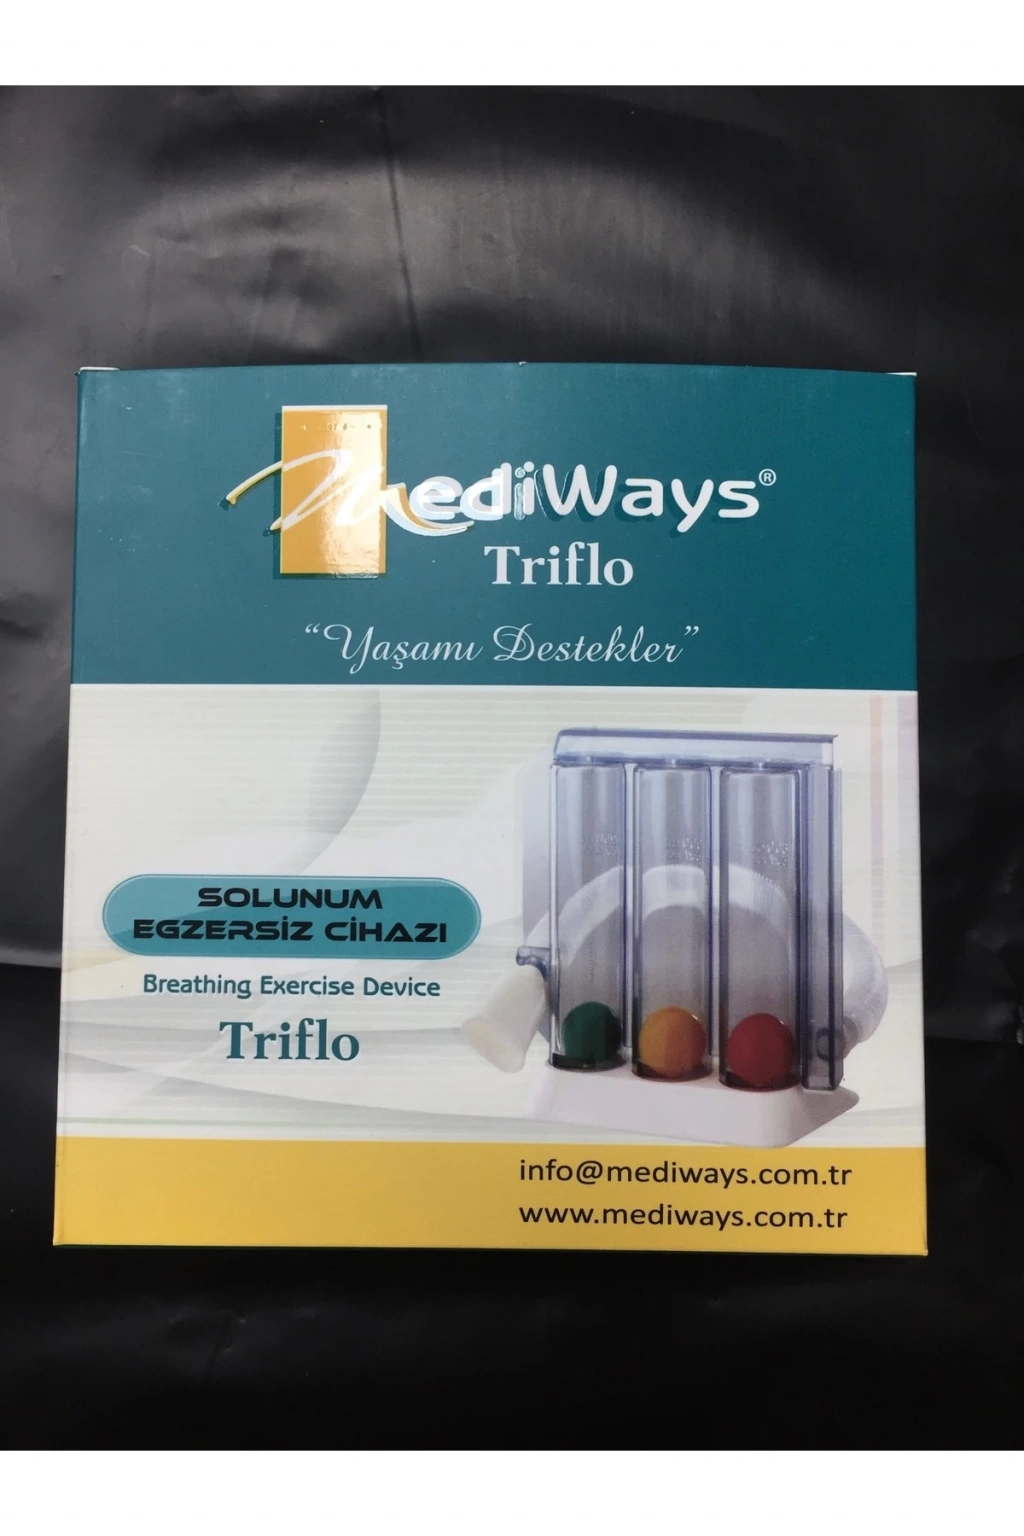 MediWays®
Triflo
“Yaşamı Destekler”
SOLUNUM
EGZERSİZ CİHAZI
Breathing Exercise Device
Triflo
info@mediways.com.tr
www.mediways.com.tr